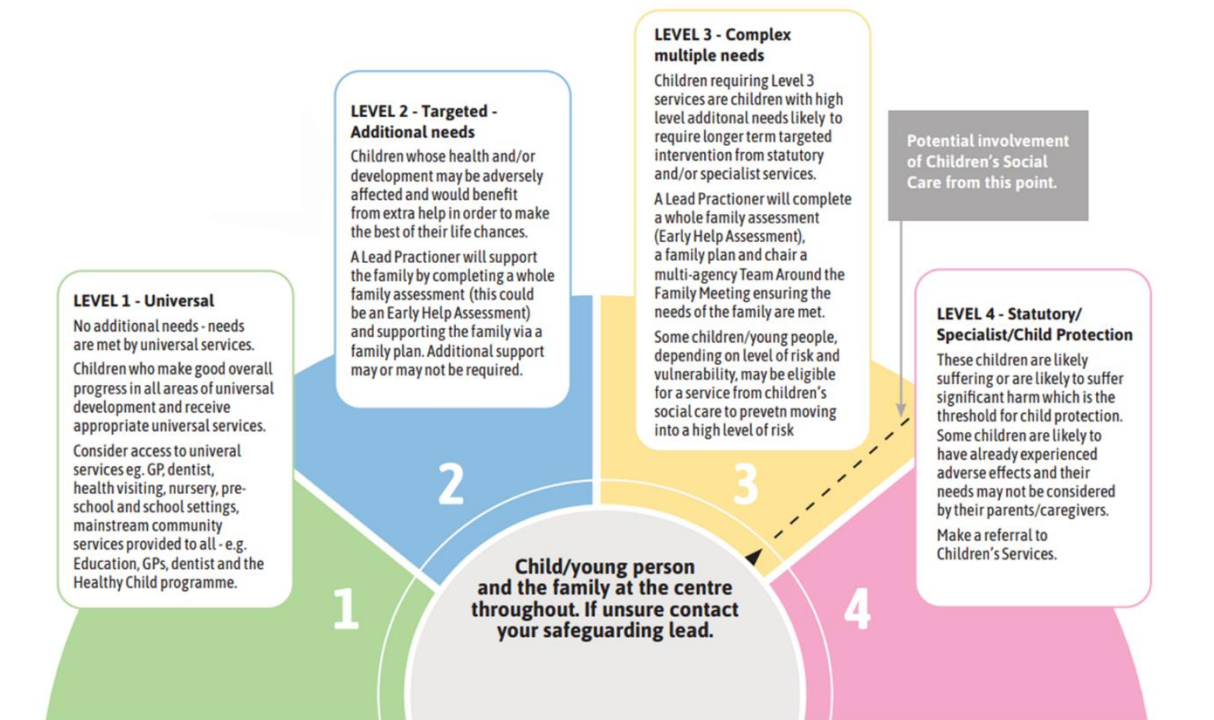 LEVEL 1 - Universal
No additional needs - needs
are met by universal services.
Children who make good overall
progress in all areas of universal
development and receive
appropriate universal services.
Consider access to univeral
services eg. GP, dentist,
health visiting, nursery, pre-
school and school settings,
mainstream community
services provided to all - e.g.
Education, GPs, dentist and the
Healthy Child programme.
1
LEVEL 2 - Targeted -
Additional needs
Children whose health and/or
development may be adversely
affected and would benefit
from extra help in order to make
the best of their life chances.
A Lead Practitioner will support
the family by completing a whole
family assessment (this could
be an Early Help Assessment)
and supporting the family via a
family plan. Additional support
may or may not be required.
2
LEVEL 3 - Complex
multiple needs
Children requiring Level 3
services are children with high
level additonal needs likely to
require longer term targeted
intervention from statutory
and/or specialist services.
A Lead Practitioner will complete
a whole family assessment
(Early Help Assessment),
a family plan and chair a
multi-agency Team Around the
Family Meeting ensuring the
needs of the family are met.
Some children/young people,
depending on level of risk and
vulnerability, may be eligible
for a service from children's
social care to prevetn moving
into a high level of risk
3
Potential involvement
of Children's Social
Care from this point.
LEVEL 4 - Statutory/
Specialist/Child Protection
These children are likely
suffering or are likely to suffer
significant harm which is the
threshold for child protection.
Some children are likely to
have already experienced
adverse effects and their
needs may not be considered
by their parents/caregivers.
Make a referral to
Children's Services.
4
Child/young person
and the family at the centre
throughout. If unsure contact
your safeguarding lead.